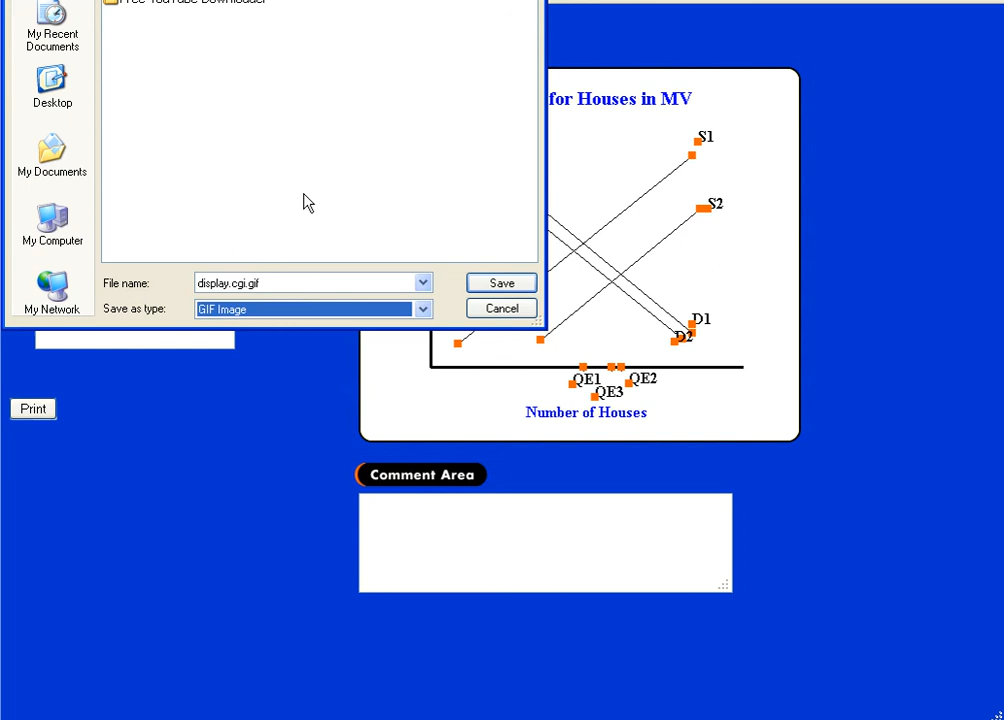 Free YouTube Downloader
My Recent
Documents
Desktop
My Documents
My Computer
My Network
File name:
display.cgi.gif
Save
Save as type:
GIF Image
Cancel
Print
for Houses in MV
S1
S2
D1
D2
QE1
QE2
QE3
Number of Houses
Comment Area